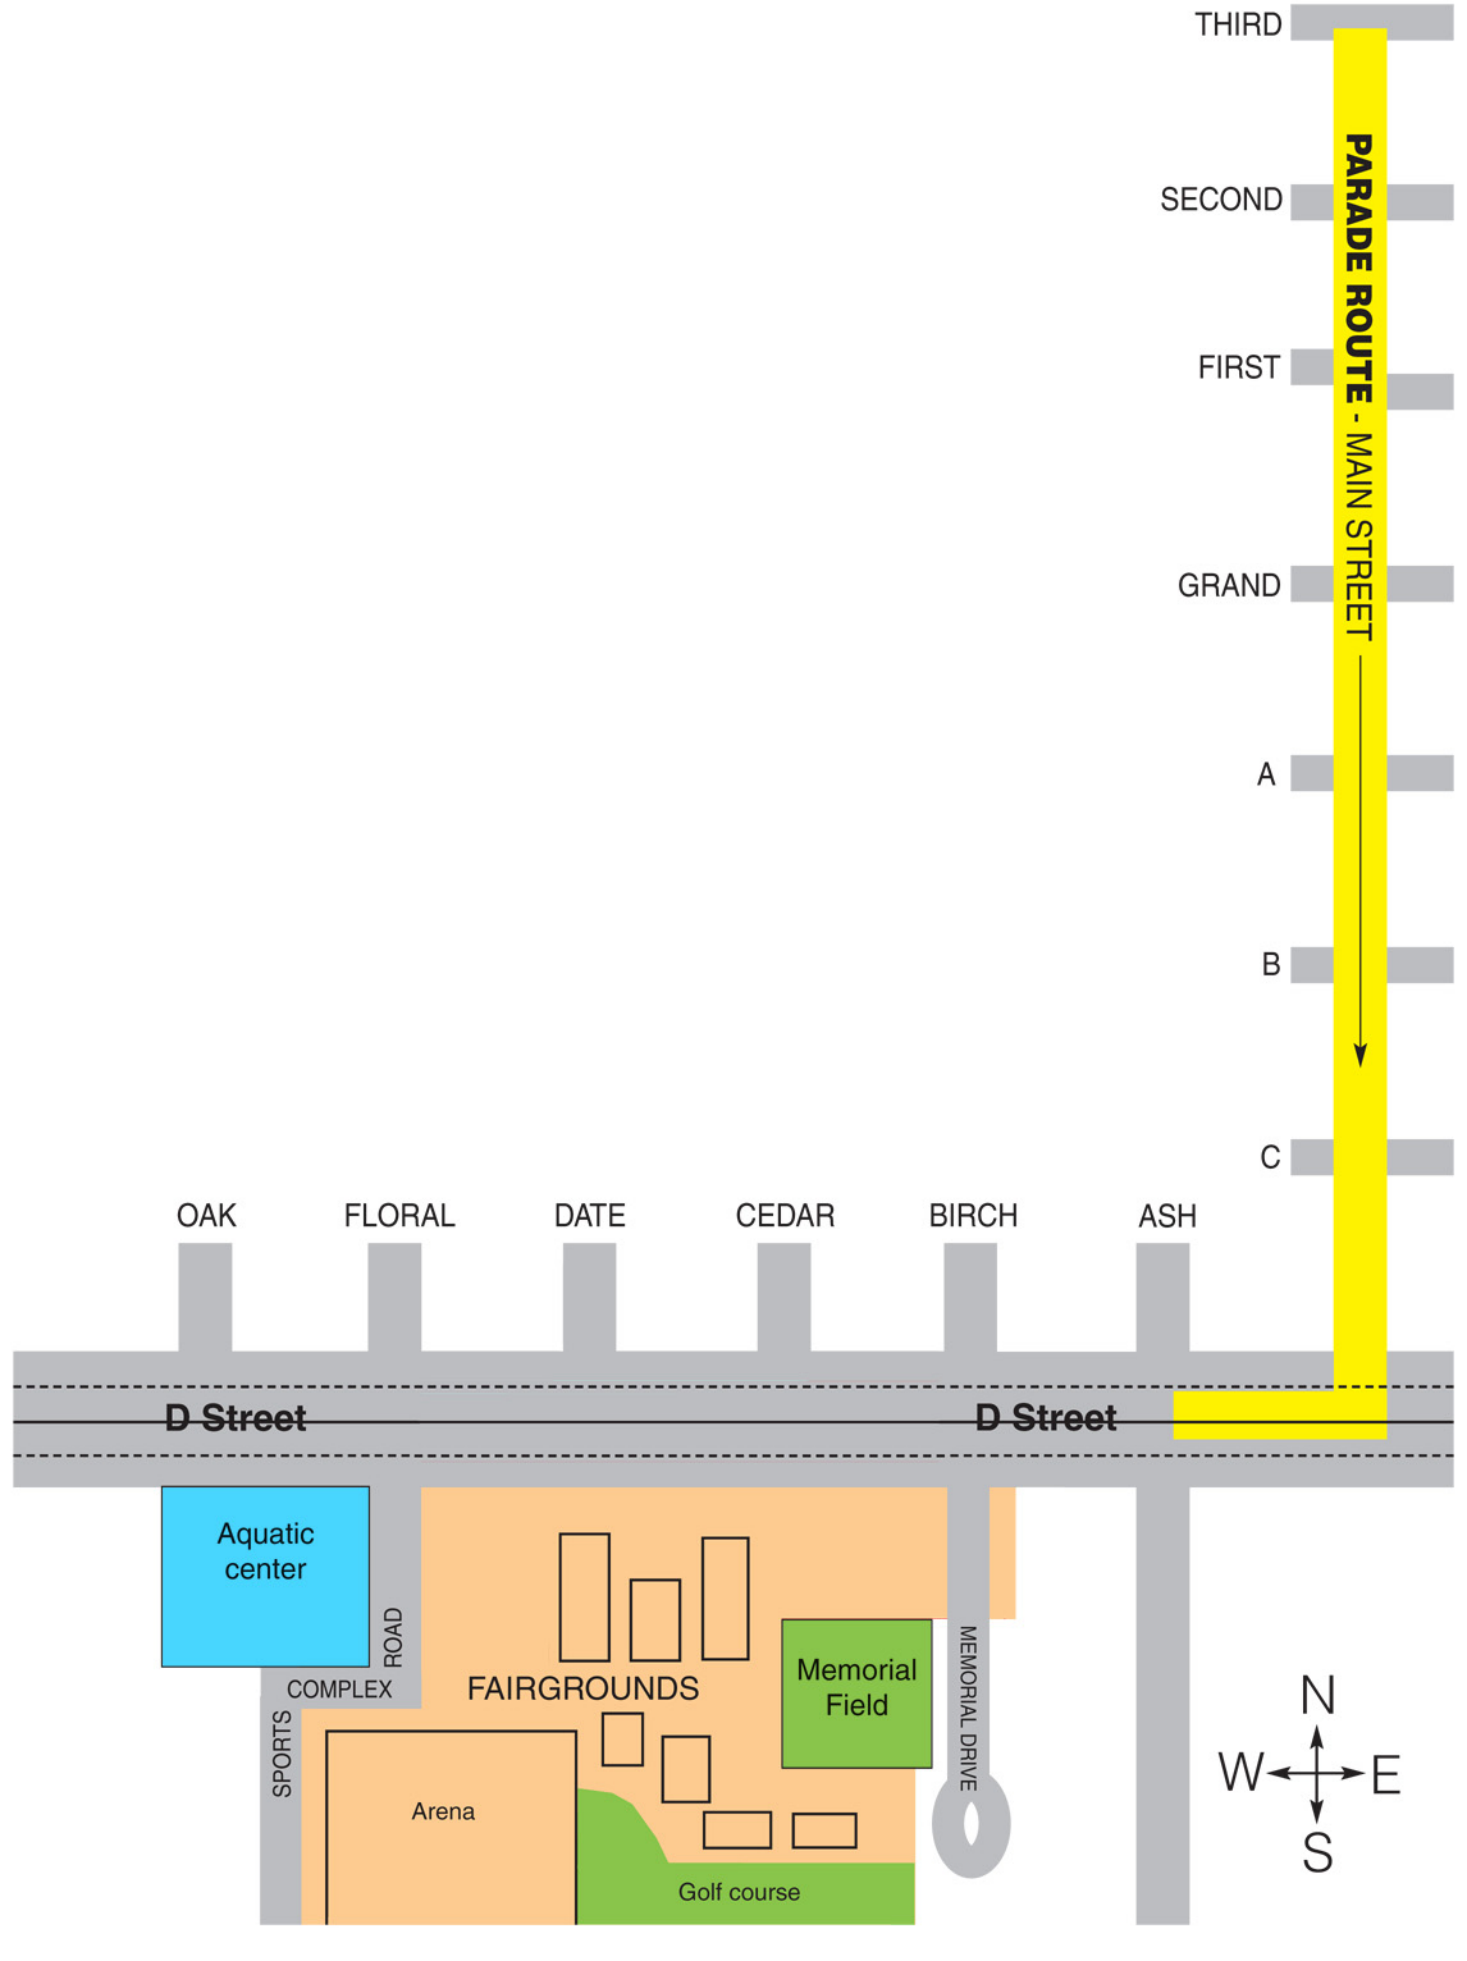 THIRD
SECOND
FIRST
GRAND
A
B
C
PARADE ROUTE - MAIN STREET
OAK
FLORAL
DATE
CEDAR
BIRCH
ASH
D Street
D Street
Aquatic
center
SPORTS
COMPLEX
ROAD
FAIRGROUNDS
Memorial
Field
MEMORIAL DRIVE
Arena
Golf course
N
W
E
S